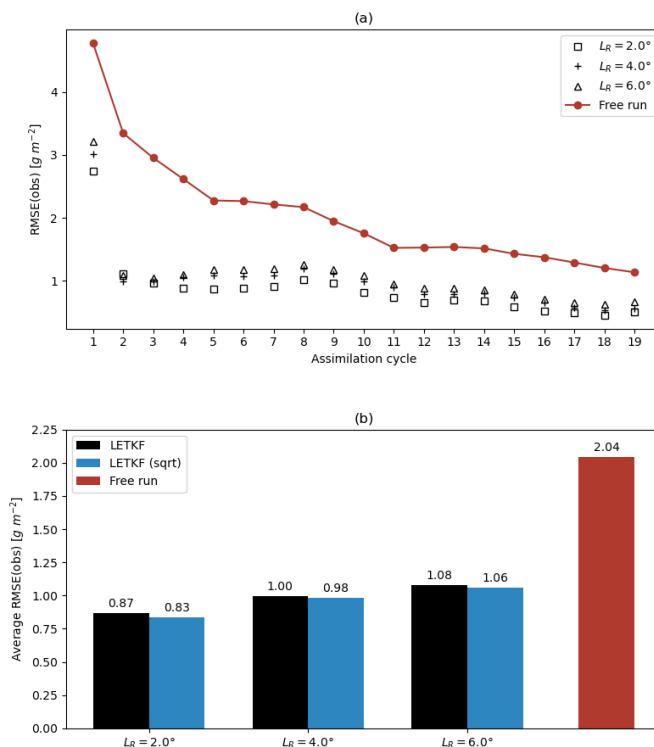 (a)
RMSE(obs) [g m⁻²]
4
3
2
1
L_R = 2.0°
L_R = 4.0°
L_R = 6.0°
Free run
1 2 3 4 5 6 7 8 9 10 11 12 13 14 15 16 17 18 19
Assimilation cycle
(b)
Average RMSE(obs) [g m⁻²]
2.25
2.00
1.75
1.50
1.25
1.00
0.75
0.50
0.25
0.00
LETKF
LETKF (sqrt)
Free run
0.87 0.83 1.00 0.98 1.08 1.06 2.04
L_R = 2.0° L_R = 4.0° L_R = 6.0°